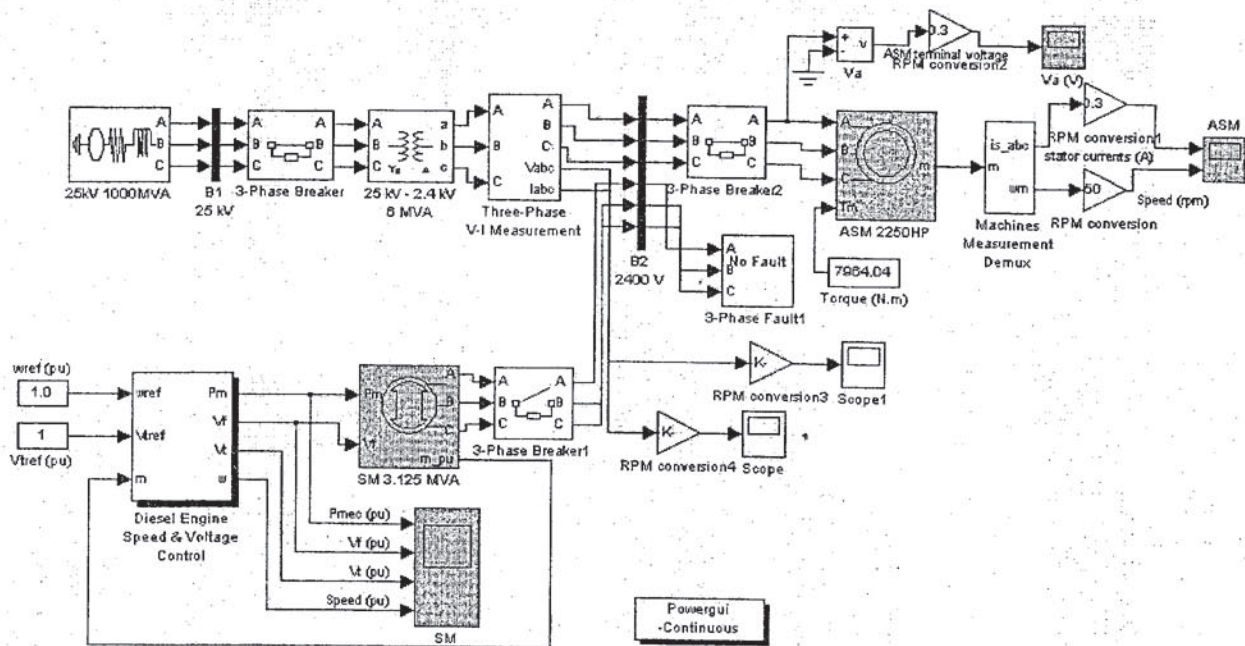 +
-
v
Va
0.3
ASM terminal voltage
RPM conversion2
Va (V)
A
B
C
25kV 1000MVA
B1
25 kV
A
B
C
A
B
C
3-Phase Breaker
A
B
C
a
b
c
Yg
25 kV - 2.4 kV
6 MVA
A
B
C
A
B
C
Vabc
Iabc
Three-Phase
V-I Measurement
B2
2400 V
A
B
C
A
B
C
3-Phase Breaker2
A
B
C
Tm
m
ASM 2250HP
7964.04
Torque (N.m)
m
is_abc
wm
Machines
Measurement
Demux
0.3
RPM conversion1
stator currents (A)
50
RPM conversion
Speed (rpm)
ASM
A
B
C
No Fault
3-Phase Fault1
K-
RPM conversion3
Scope1
K-
RPM conversion4
Scope
wref (pu)
1.0
1
Vtref (pu)
wref
Vtref
m
Pm
Vf
Vt
w
Diesel Engine
Speed & Voltage
Control
Pm
Vf
A
B
C
m_pu
SM 3.125 MVA
A
B
C
A
B
C
3-Phase Breaker1
Pmec (pu)
Vf (pu)
Vt (pu)
Speed (pu)
SM
Powergui
-Continuous